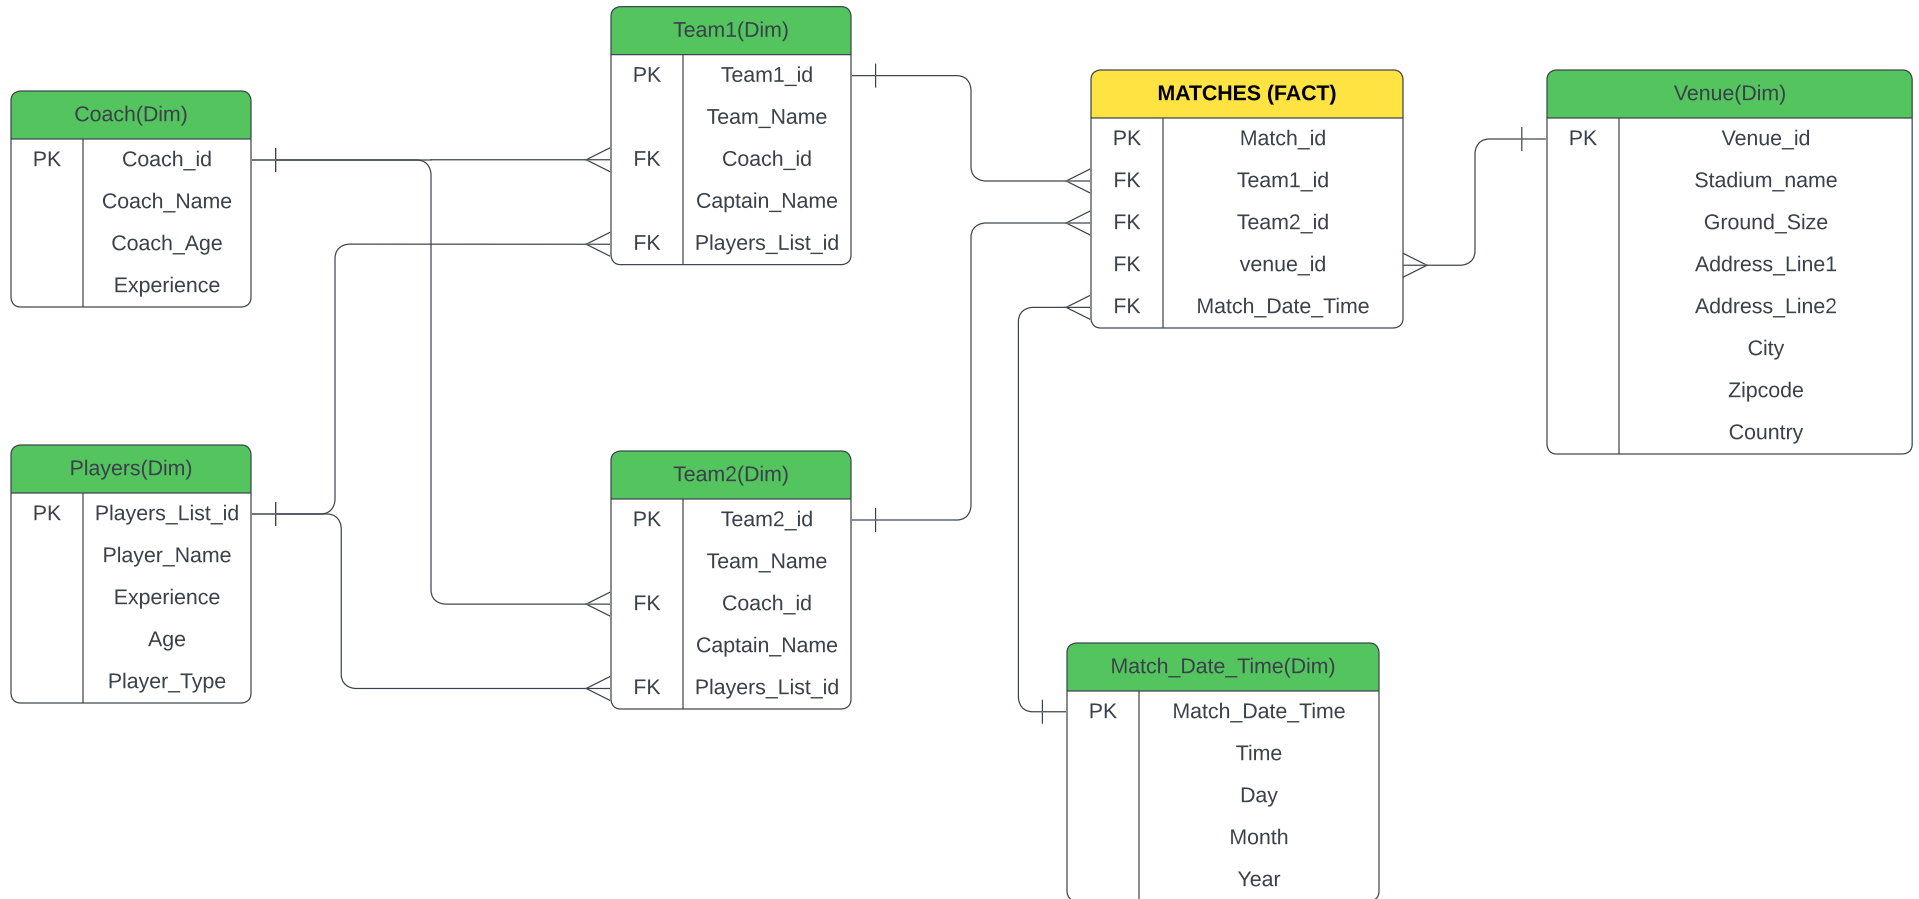 Coach(Dim)
PK Coach_id
Coach_Name
Coach_Age
Experience
Players(Dim)
PK Players_List_id
Player_Name
Experience
Age
Player_Type
Team1(Dim)
PK Team1_id
Team_Name
FK Coach_id
Captain_Name
FK Players_List_id
Team2(Dim)
PK Team2_id
Team_Name
FK Coach_id
Captain_Name
FK Players_List_id
MATCHES (FACT)
PK Match_id
FK Team1_id
FK Team2_id
FK venue_id
FK Match_Date_Time
Match_Date_Time(Dim)
PK Match_Date_Time
Time
Day
Month
Year
Venue(Dim)
PK Venue_id
Stadium_name
Ground_Size
Address_Line1
Address_Line2
City
Zipcode
Country